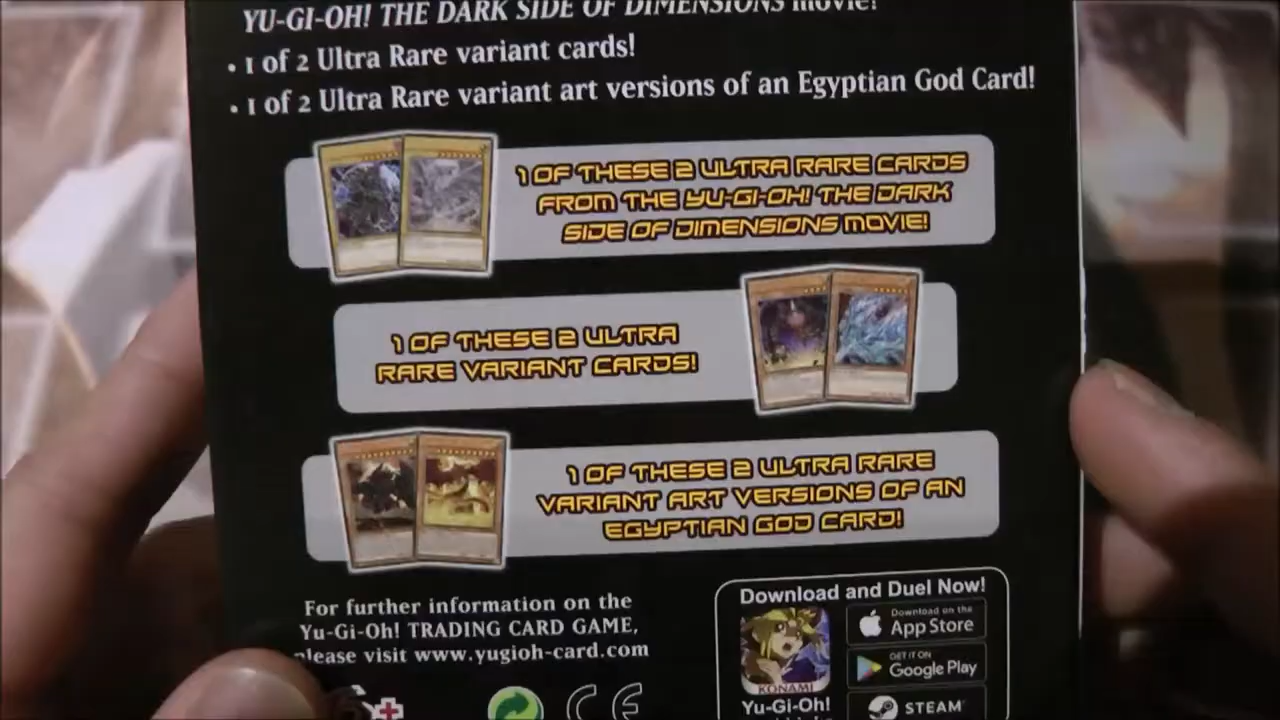 YU-GI-OH! THE DARK SIDE OF DIMENSIONS movie!
• 1 of 2 Ultra Rare variant cards!
• 1 of 2 Ultra Rare variant art versions of an Egyptian God Card!
1 OF THESE 2 ULTRA RARE CARDS
FROM THE YU-GI-OH! THE DARK
SIDE OF DIMENSIONS MOVIE!
1 OF THESE 2 ULTRA
RARE VARIANT CARDS!
1 OF THESE 2 ULTRA RARE
VARIANT ART VERSIONS OF AN
EGYPTIAN GOD CARD!
For further information on the
Yu-Gi-Oh! TRADING CARD GAME,
please visit www.yugioh-card.com
CE
Download and Duel Now!
KONAMI
Yu-Gi-Oh!
Download on the
App Store
GET IT ON
Google Play
STEAM